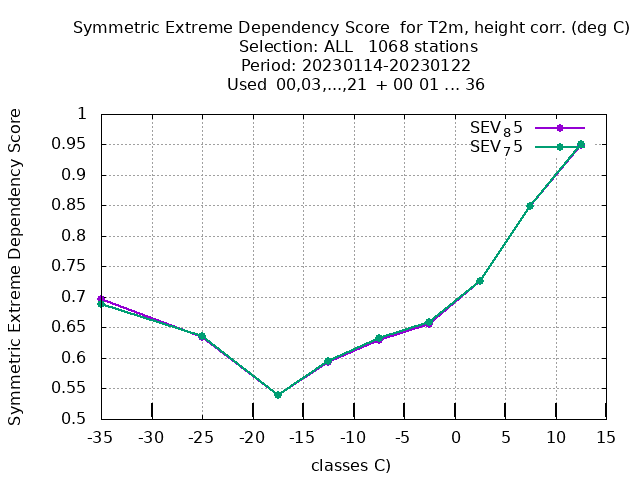 Symmetric Extreme Dependency Score  for T2m, height corr. (deg C)
Selection: ALL   1068 stations
Period: 20230114-20230122
Used  00,03,...,21  + 00 01 ... 36
Symmetric Extreme Dependency Score
1
0.95
0.9
0.85
0.8
0.75
0.7
0.65
0.6
0.55
0.5
SEV₈5
SEV₇5
-35 -30 -25 -20 -15 -10 -5 0 5 10 15
classes C)